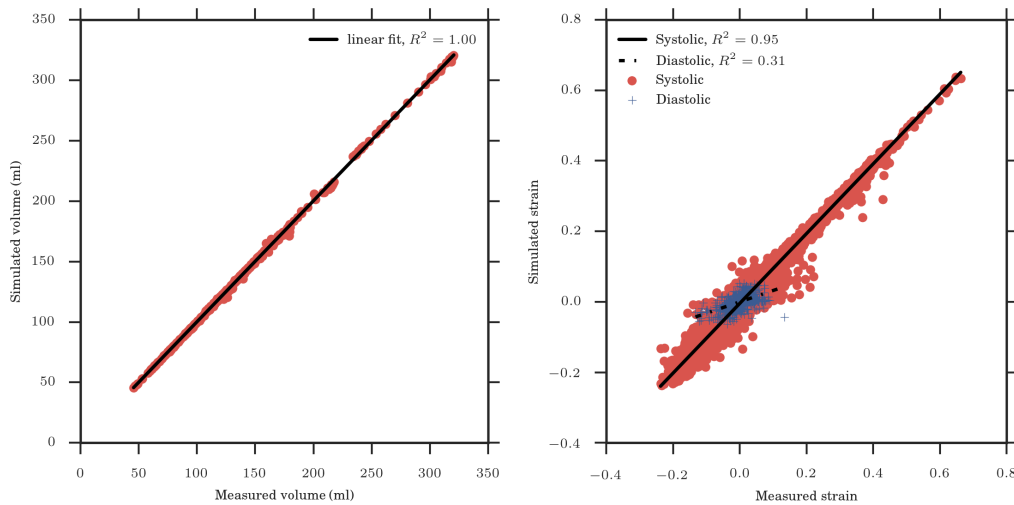 350
300
250
200
150
100
50
0
0 50 100 150 200 250 300 350
Simulated volume (ml)
Measured volume (ml)
linear fit, R² = 1.00
0.8
0.6
0.4
0.2
0.0
−0.2
−0.4
−0.4 −0.2 0.0 0.2 0.4 0.6 0.8
Simulated strain
Measured strain
Systolic, R² = 0.95
Diastolic, R² = 0.31
Systolic
Diastolic